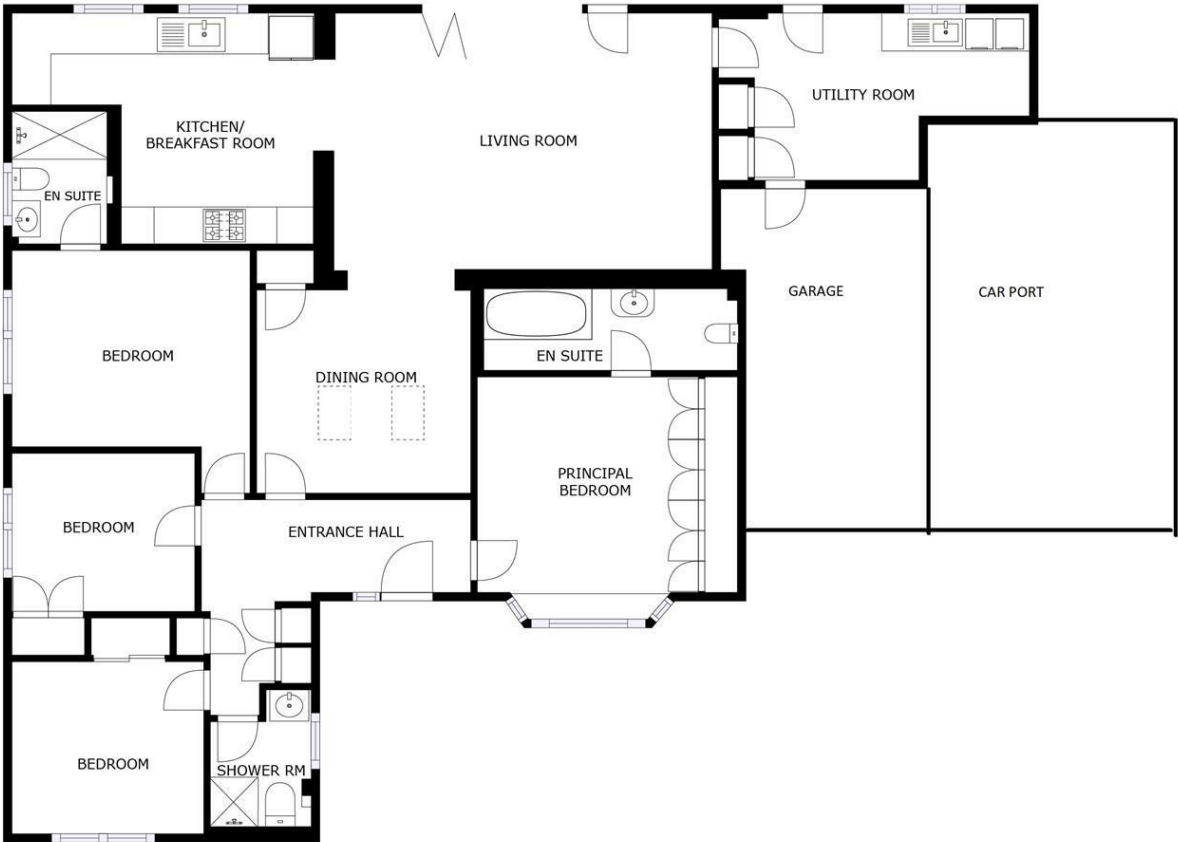 KITCHEN/
BREAKFAST ROOM
LIVING ROOM
UTILITY ROOM
EN SUITE
GARAGE
CAR PORT
BEDROOM
EN SUITE
DINING ROOM
PRINCIPAL
BEDROOM
BEDROOM
ENTRANCE HALL
BEDROOM
SHOWER RM